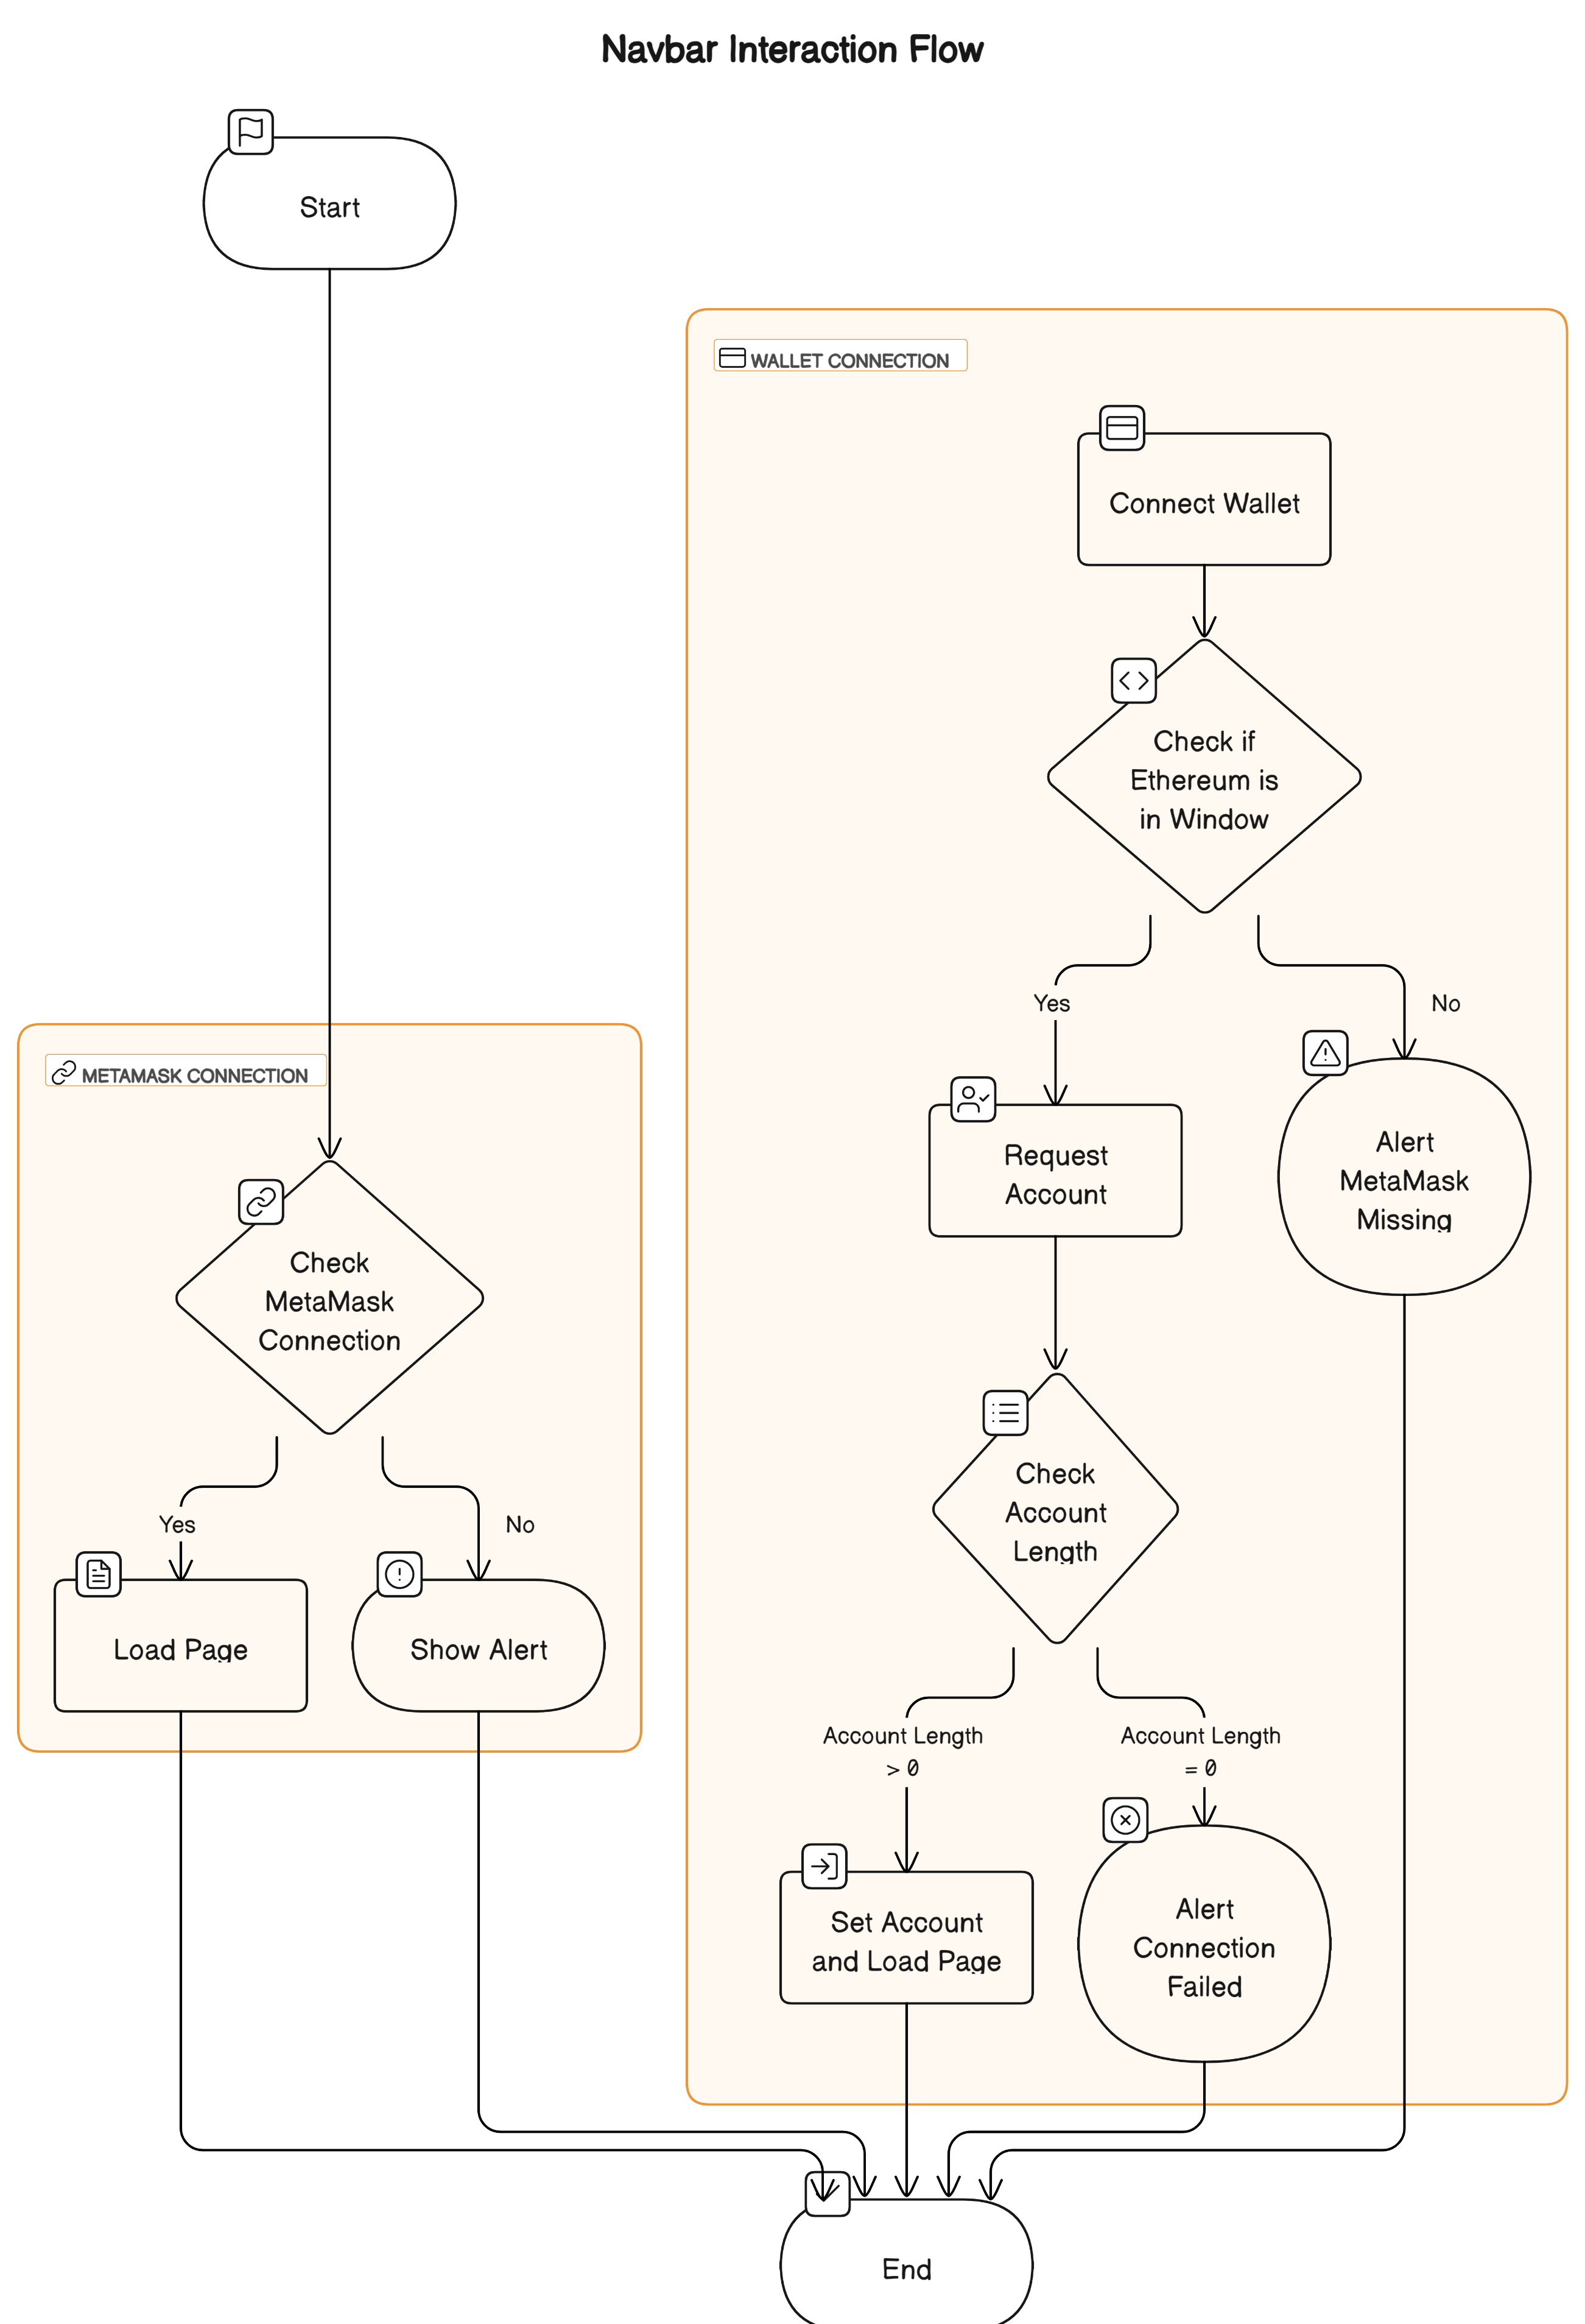 Navbar Interaction Flow
Start
WALLET CONNECTION
Connect Wallet
Check if
Ethereum is
in Window
Yes
No
Request
Account
Alert
MetaMask
Missing
METAMASK CONNECTION
Check
MetaMask
Connection
Yes
No
Load Page
Show Alert
Check
Account
Length
Account Length
> 0
Account Length
= 0
Set Account
and Load Page
Alert
Connection
Failed
End